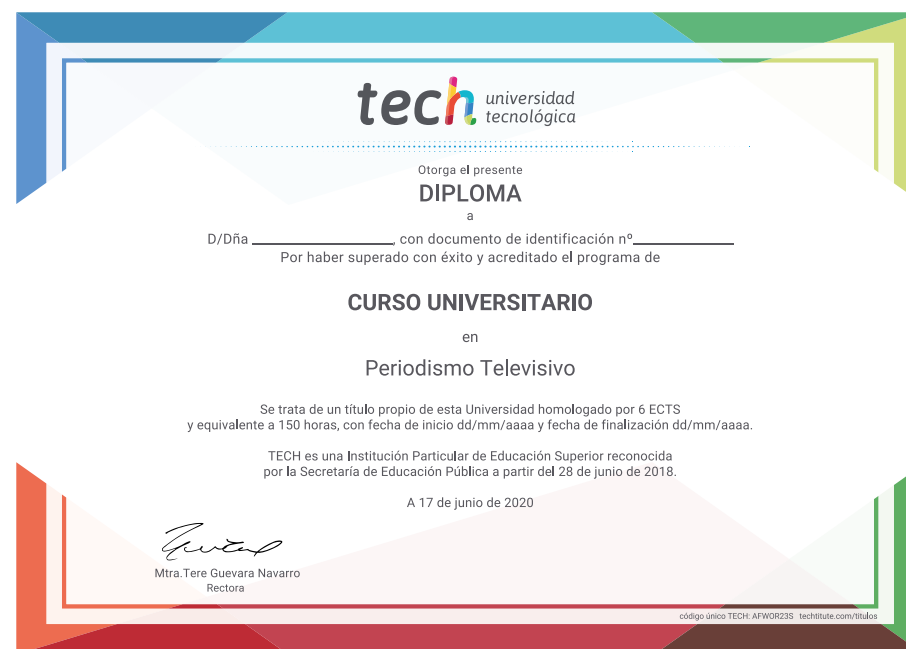 tech universidad
tecnológica
Otorga el presente
DIPLOMA
a
D/Dña ____________________, con documento de identificación nº______________
Por haber superado con éxito y acreditado el programa de
CURSO UNIVERSITARIO
en
Periodismo Televisivo
Se trata de un título propio de esta Universidad homologado por 6 ECTS
y equivalente a 150 horas, con fecha de inicio dd/mm/aaaa y fecha de finalización dd/mm/aaaa.
TECH es una Institución Particular de Educación Superior reconocida
por la Secretaría de Educación Pública a partir del 28 de junio de 2018.
A 17 de junio de 2020
Mtra.Tere Guevara Navarro
Rectora
código único TECH: AFWOR23S techtitute.com/titulos